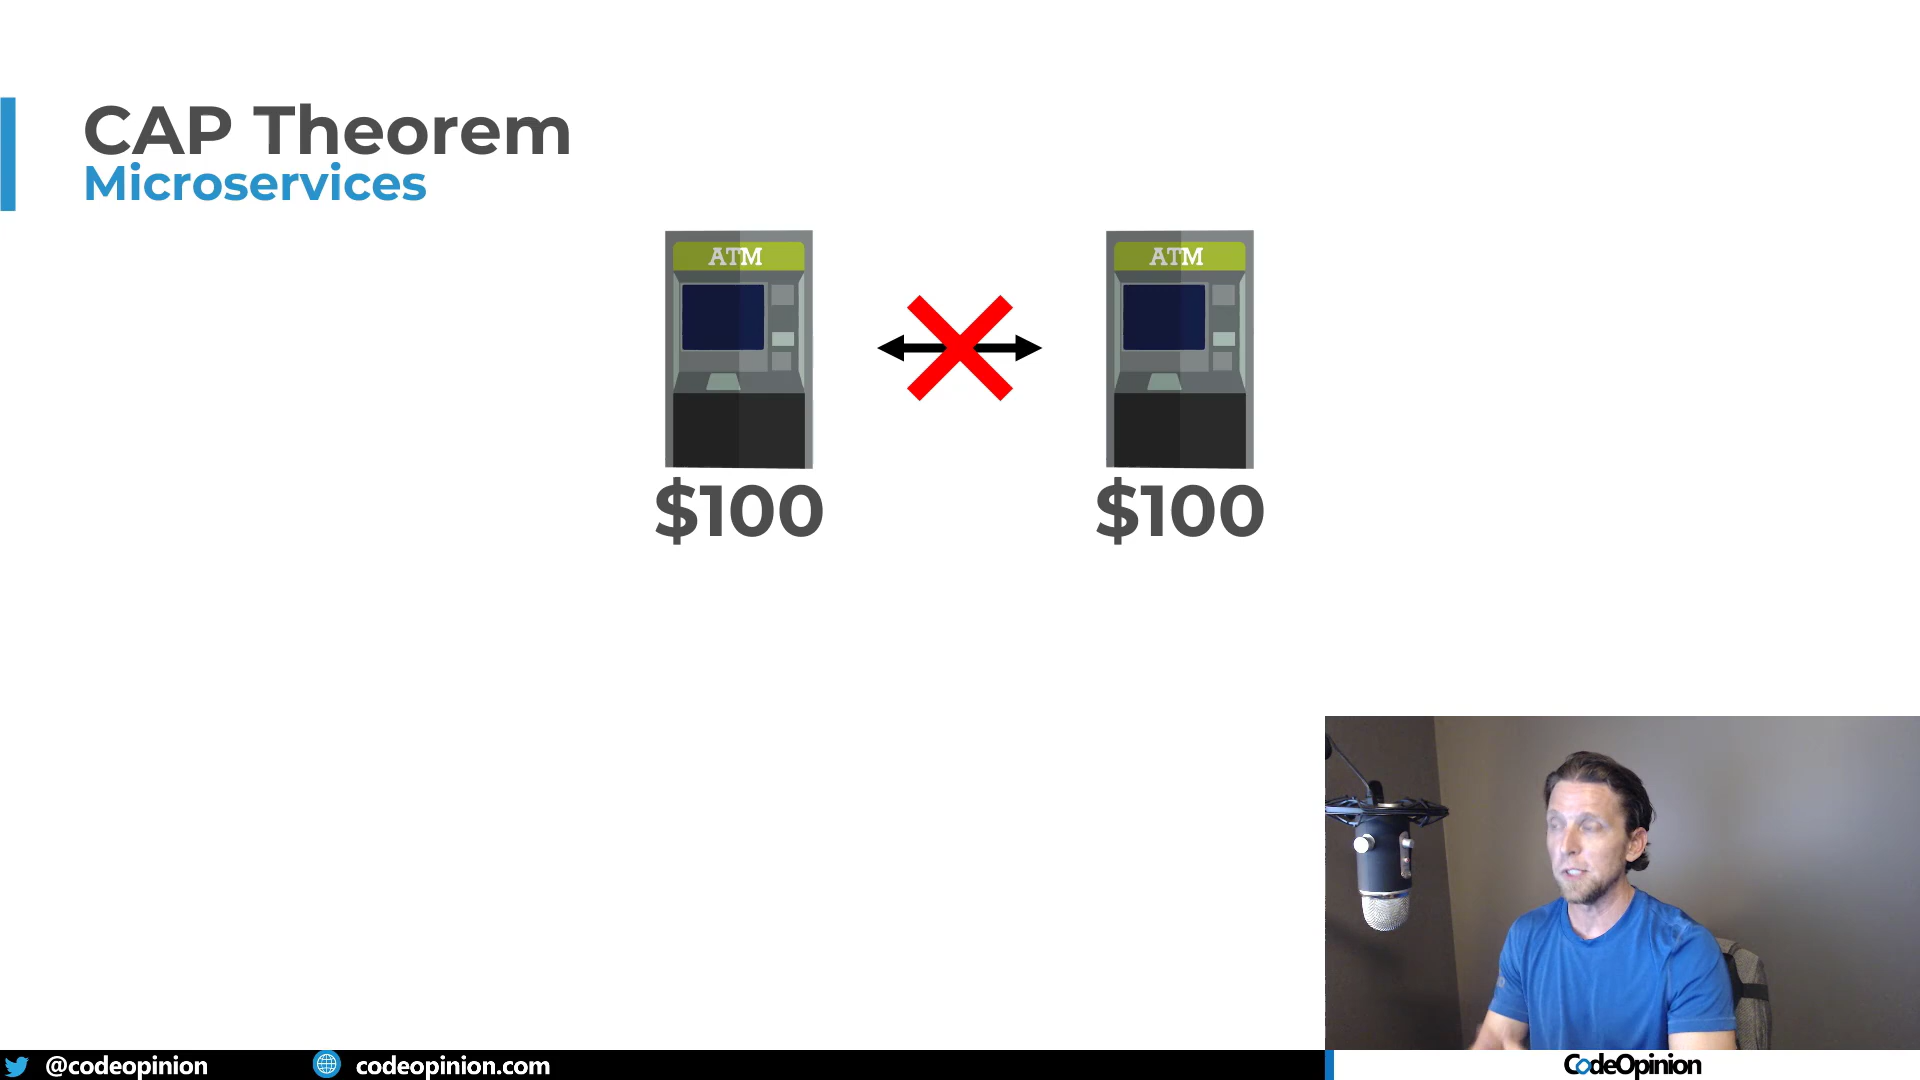 CAP Theorem
Microservices
ATM
ATM
$100
$100
@codeopinion
codeopinion.com
CodeOpinion